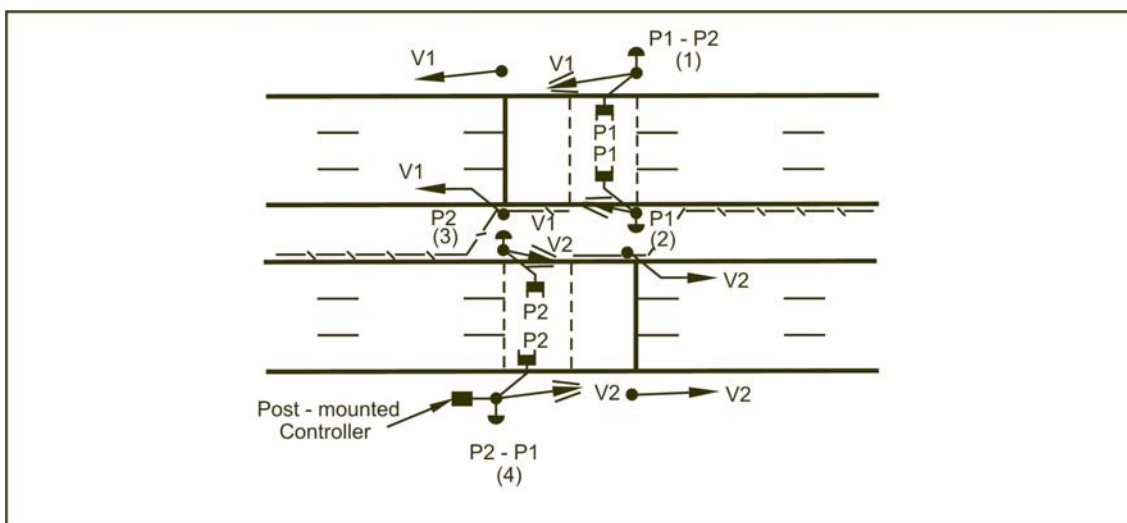 P1 - P2
(1)
V1
V1
P1
P1
V1
P2
(3)
V1
P1
(2)
V2
V2
P2
P2
V2
V2
Post - mounted
Controller
P2 - P1
(4)